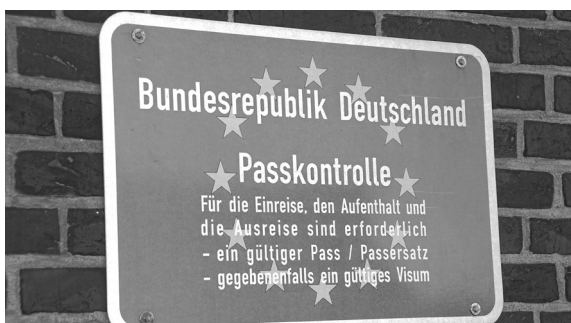 Bundesrepublik Deutschland
Passkontrolle
Für die Einreise, den Aufenthalt und
die Ausreise sind erforderlich
- ein gültiger Pass / Passersatz
- gegebenenfalls ein gültiges Visum